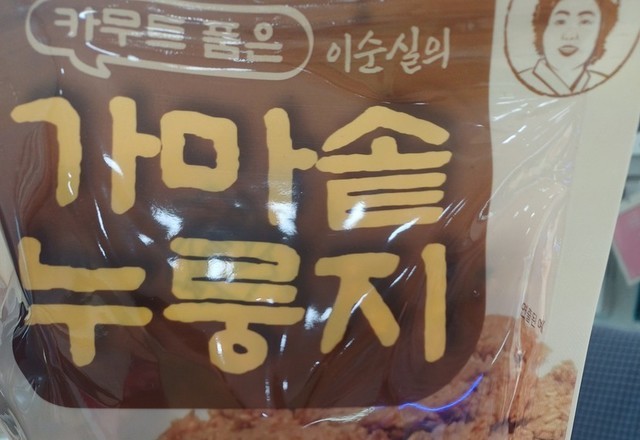 카무트 품은
이순실의
가마솥
누룽지